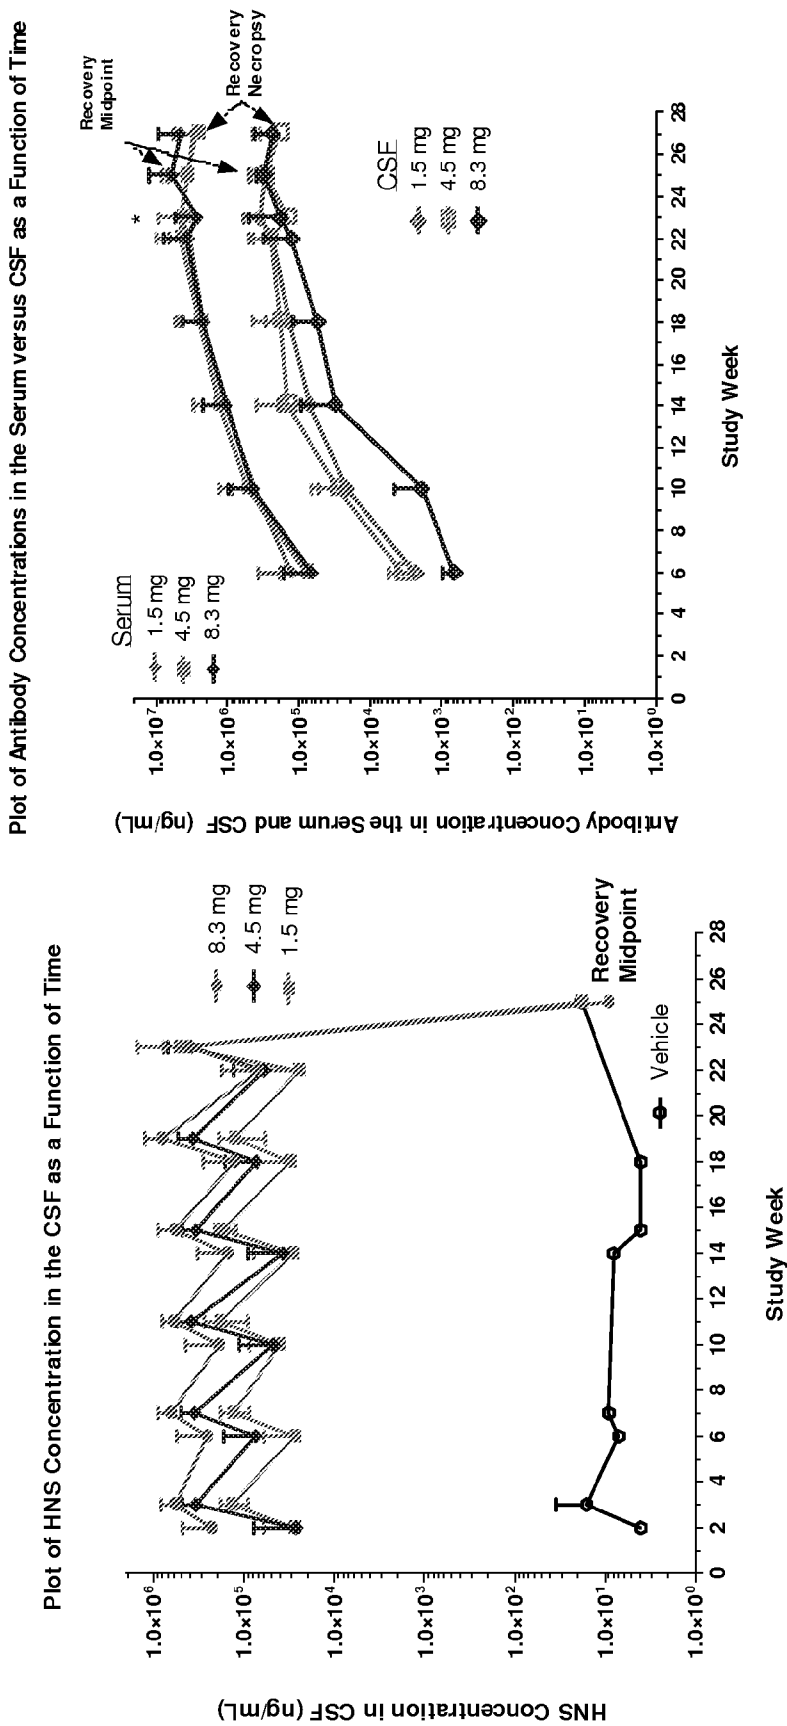 Plot of HNS Concentration in the CSF as a Function of Time
HNS Concentration in CSF (ng/mL)
1.0×10⁶
1.0×10⁵
1.0×10⁴
1.0×10³
1.0×10²
1.0×10¹
1.0×10⁰
8.3 mg
4.5 mg
1.5 mg
Recovery
Midpoint
Vehicle
0 2 4 6 8 10 12 14 16 18 20 22 24 26 28
Study Week
Plot of Antibody Concentrations in the Serum versus CSF as a Function of Time
Antibody Concentration in the Serum and CSF (ng/mL)
1.0×10⁷
1.0×10⁶
1.0×10⁵
1.0×10⁴
1.0×10³
1.0×10²
1.0×10¹
1.0×10⁰
Serum
1.5 mg
4.5 mg
8.3 mg
*
Recovery
Midpoint
Recovery
Necropsy
CSF
1.5 mg
4.5 mg
8.3 mg
0 2 4 6 8 10 12 14 16 18 20 22 24 26 28
Study Week